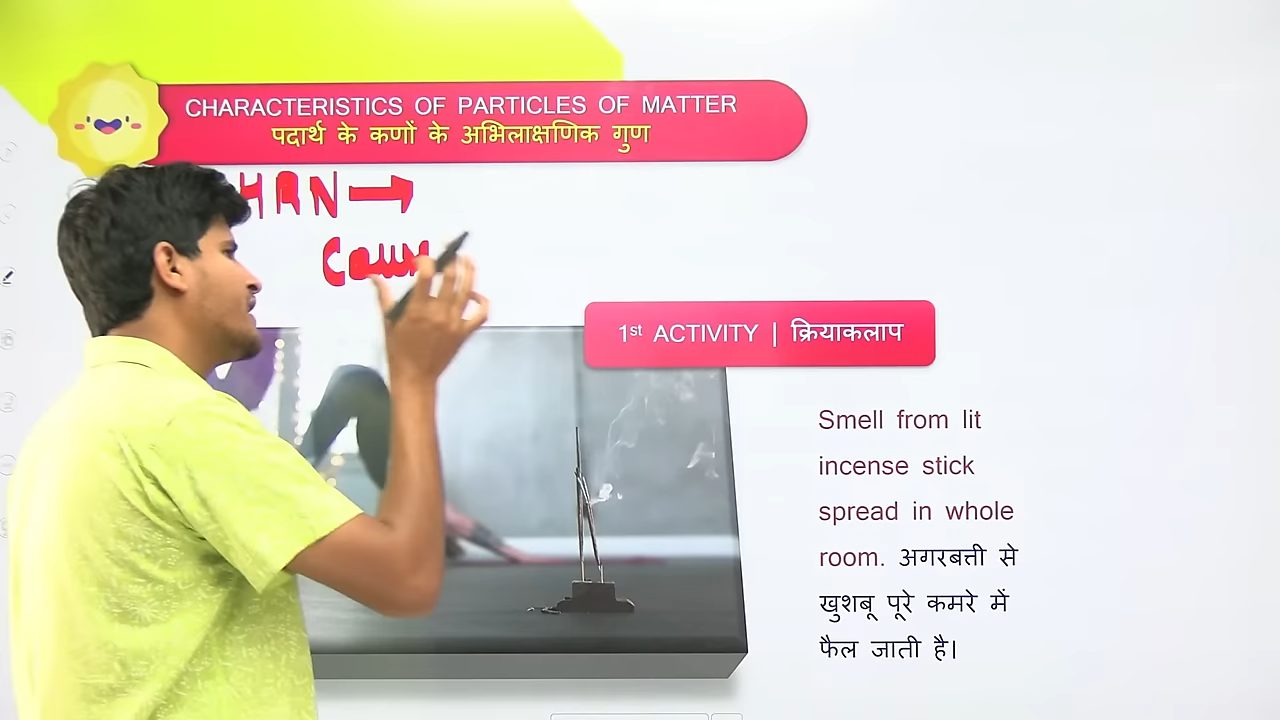 CHARACTERISTICS OF PARTICLES OF MATTER
पदार्थ के कणों के अभिलाक्षणिक गुण
1st ACTIVITY | क्रियाकलाप
Smell from lit
incense stick
spread in whole
room. अगरबत्ती से
खुशबू पूरे कमरे में
फैल जाती है।